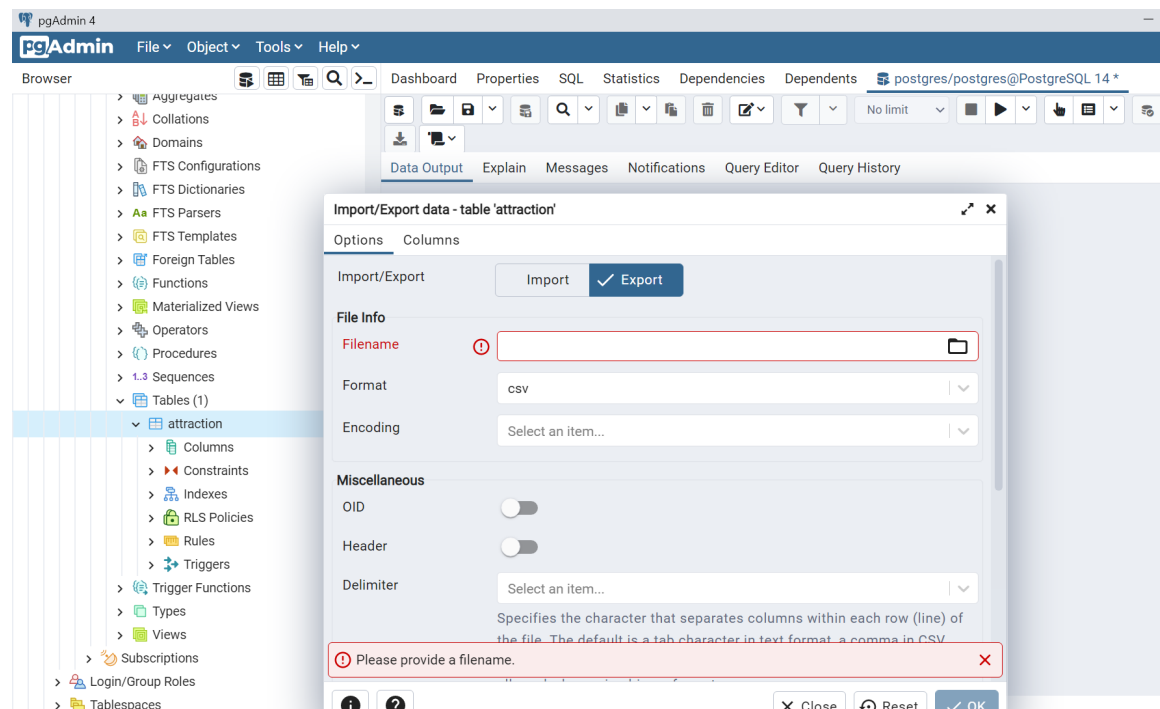 pgAdmin 4
pgAdmin File Object Tools Help
Browser
Dashboard Properties SQL Statistics Dependencies Dependents postgres/postgres@PostgreSQL 14 *
No limit
Data Output Explain Messages Notifications Query Editor Query History
Aggregates
Collations
Domains
FTS Configurations
FTS Dictionaries
Aa FTS Parsers
FTS Templates
Foreign Tables
Functions
Materialized Views
Operators
Procedures
1..3 Sequences
Tables (1)
attraction
Columns
Constraints
Indexes
RLS Policies
Rules
Triggers
Trigger Functions
Types
Views
Subscriptions
Login/Group Roles
Tablespaces
Import/Export data - table 'attraction'
Options Columns
Import/Export Import Export
File Info
Filename
Format csv
Encoding Select an item...
Miscellaneous
OID
Header
Delimiter Select an item...
Specifies the character that separates columns within each row (line) of
the file. The default is a tab character in text format, a comma in CSV
Please provide a filename.
Close Reset OK